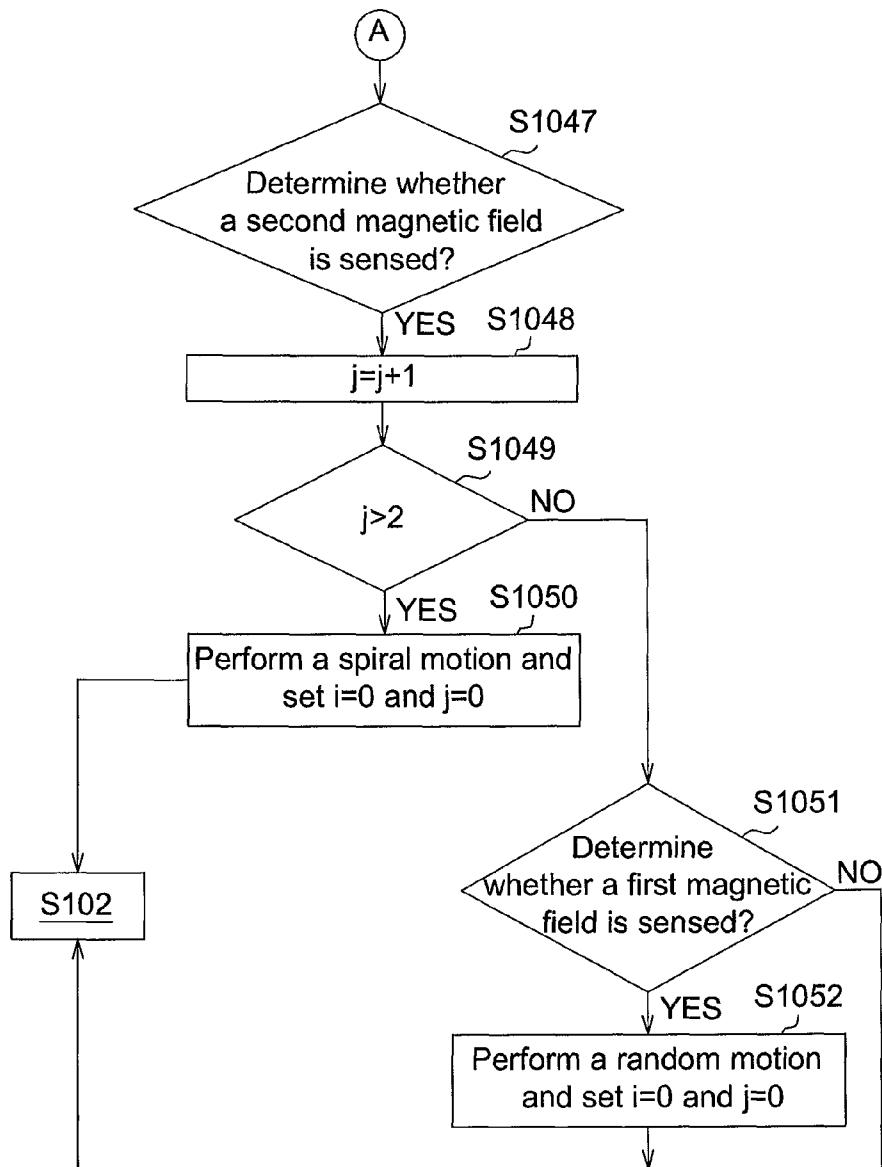 A
S1047
Determine whether
a second magnetic field
is sensed?
YES
S1048
j=j+1
S1049
j>2
NO
YES
S1050
Perform a spiral motion and
set i=0 and j=0
S1051
Determine
whether a first magnetic
field is sensed?
NO
S102
YES
S1052
Perform a random motion
and set i=0 and j=0